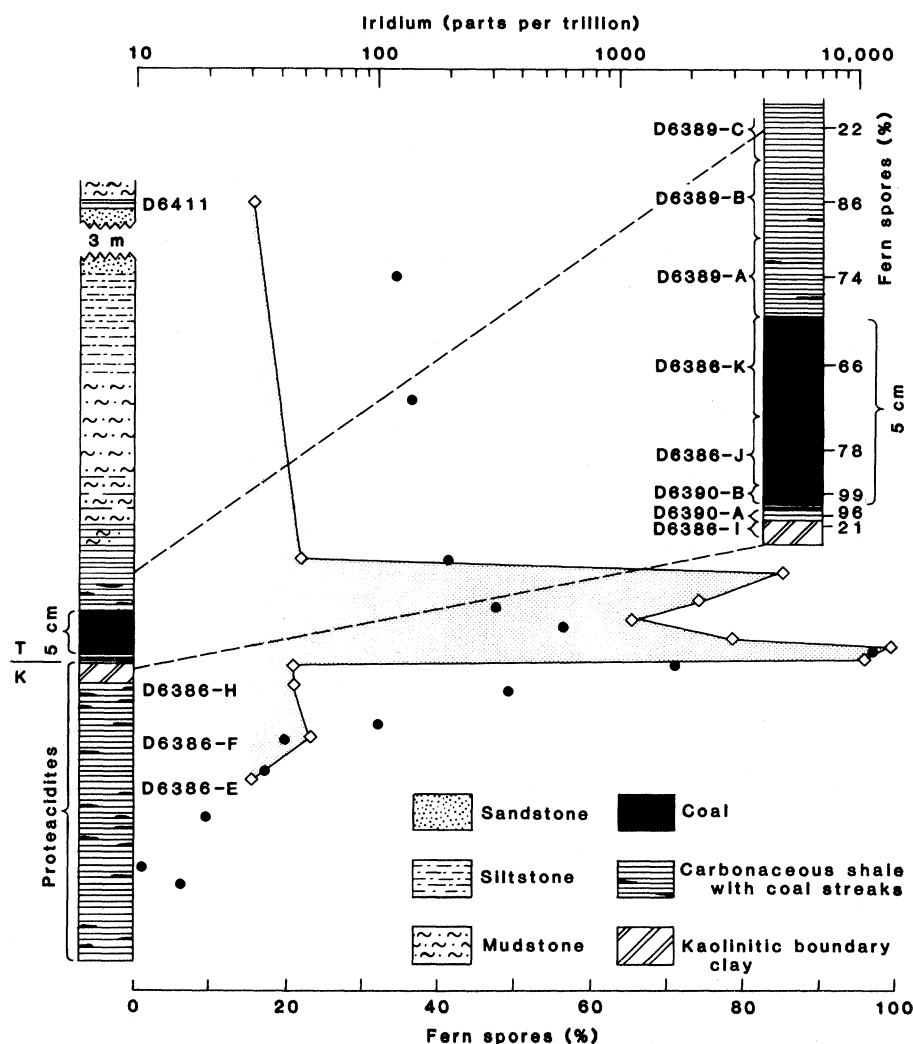 Iridium (parts per trillion)
10 100 1000 10,000
D6389-C 22
D6389-B 86
D6389-A 74
D6386-K 66
D6386-J 78
D6390-B 99
D6390-A 96
D6386-I 21
Fern spores (%)
5 cm
D6411
3 m
5 cm
T
K
D6386-H
D6386-F
D6386-E
Proteacidites
Sandstone
Coal
Siltstone
Carbonaceous shale
with coal streaks
Mudstone
Kaolinitic boundary
clay
0 20 40 60 80 100
Fern spores (%)